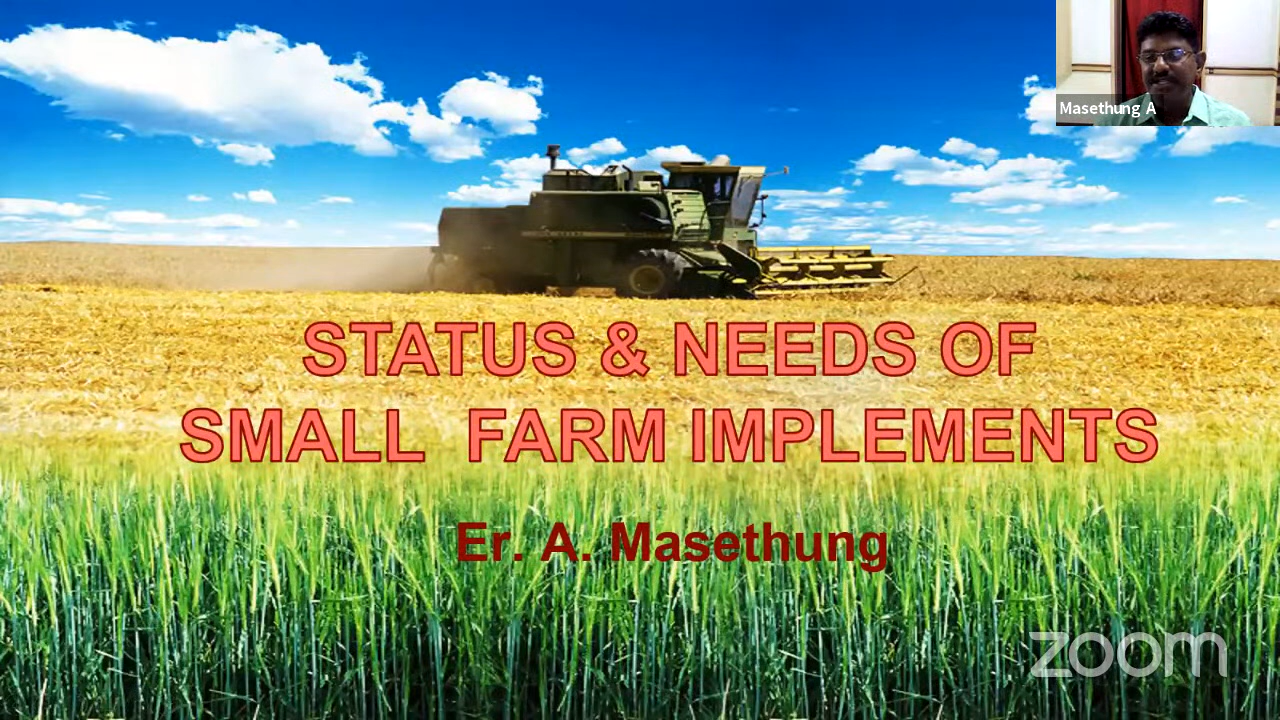 Masethung A
STATUS & NEEDS OF
SMALL FARM IMPLEMENTS
Er. A. Masethung
zoom